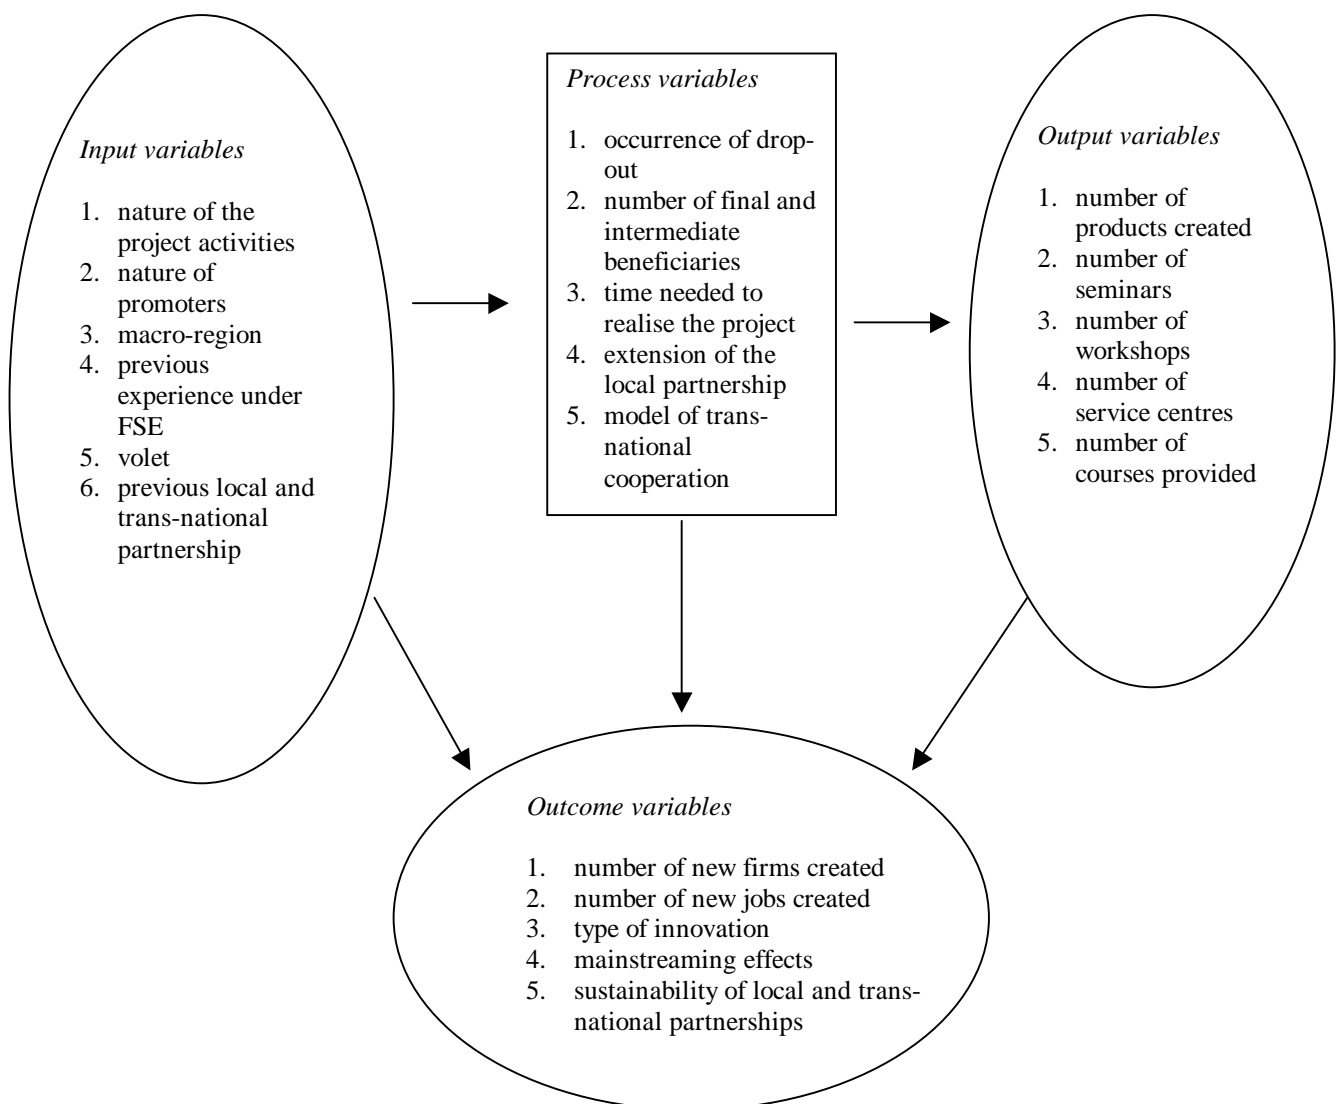 Input variables
1. nature of the
project activities
2. nature of
promoters
3. macro-region
4. previous
experience under
FSE
5. volet
6. previous local and
trans-national
partnership
Process variables
1. occurrence of drop-
out
2. number of final and
intermediate
beneficiaries
3. time needed to
realise the project
4. extension of the
local partnership
5. model of trans-
national
cooperation
Output variables
1. number of
products created
2. number of
seminars
3. number of
workshops
4. number of
service centres
5. number of
courses provided
Outcome variables
1. number of new firms created
2. number of new jobs created
3. type of innovation
4. mainstreaming effects
5. sustainability of local and trans-
national partnerships